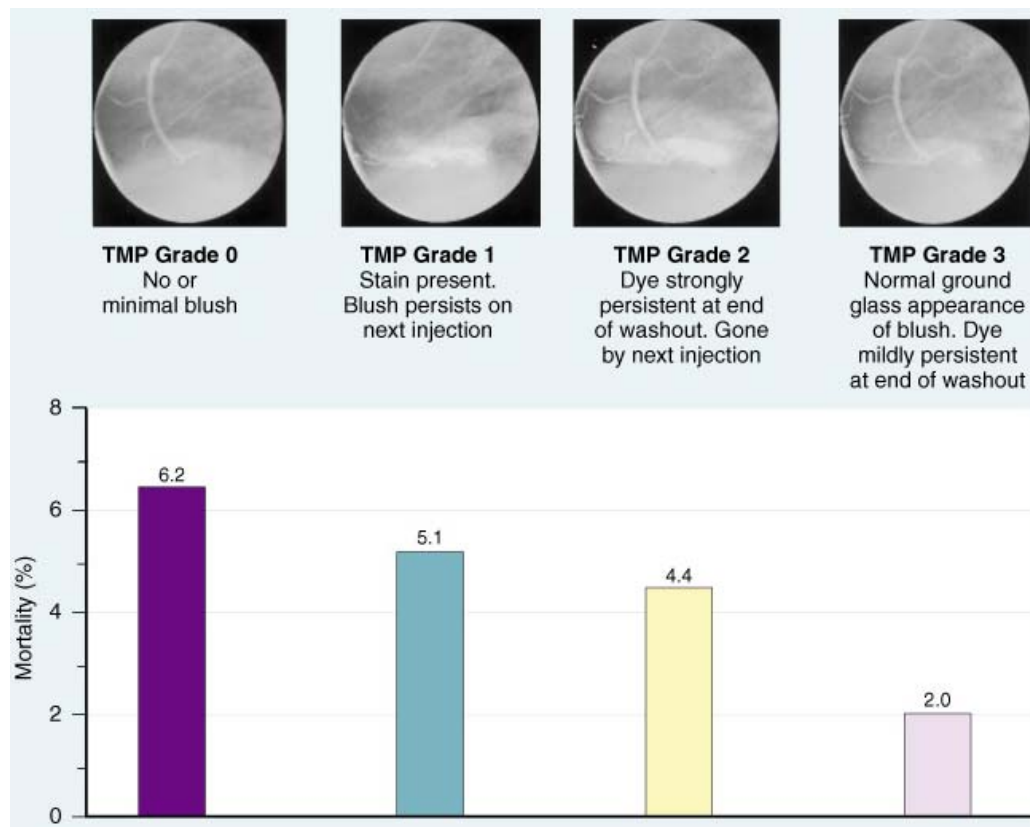 TMP Grade 0
No or
minimal blush
TMP Grade 1
Stain present.
Blush persists on
next injection
TMP Grade 2
Dye strongly
persistent at end
of washout. Gone
by next injection
TMP Grade 3
Normal ground
glass appearance
of blush. Dye
mildly persistent
at end of washout
Mortality (%)
8
6
4
2
0
6.2
5.1
4.4
2.0